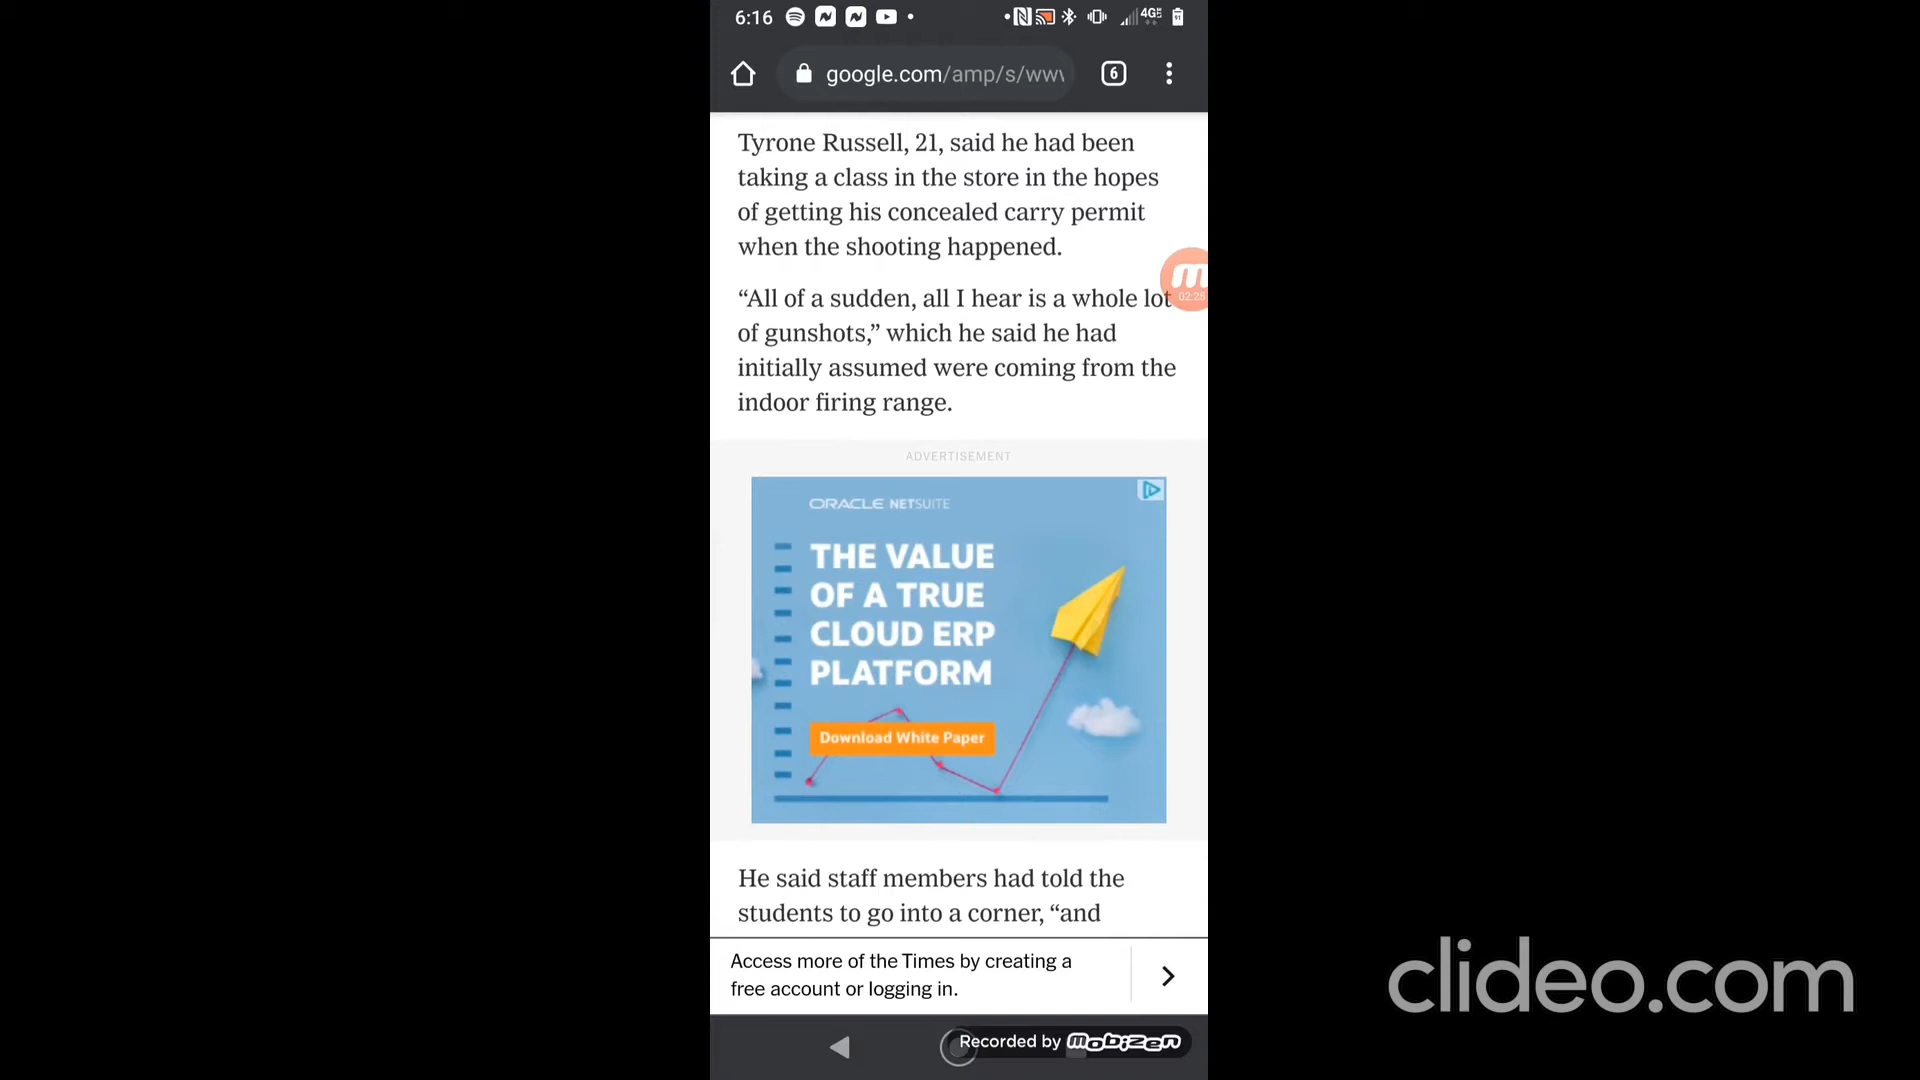 6:16
4GE
91
google.com/amp/s/www
6
Tyrone Russell, 21, said he had been
taking a class in the store in the hopes
of getting his concealed carry permit
when the shooting happened.
02:25
“All of a sudden, all I hear is a whole lot
of gunshots,” which he said he had
initially assumed were coming from the
indoor firing range.
ADVERTISEMENT
ORACLE NETSUITE
THE VALUE
OF A TRUE
CLOUD ERP
PLATFORM
Download White Paper
He said staff members had told the
students to go into a corner, “and
Access more of the Times by creating a
free account or logging in.
Recorded by mobizen
clideo.com